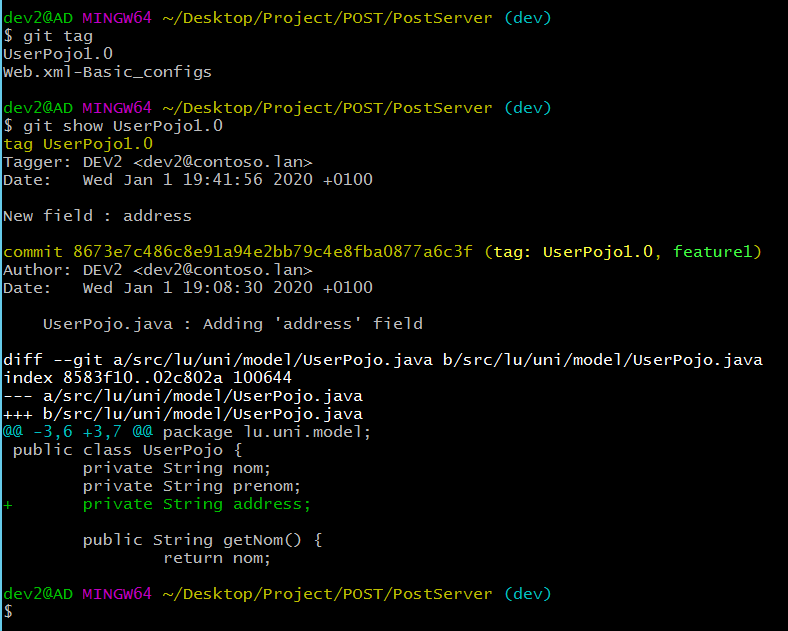 dev2@AD MINGW64 ~/Desktop/Project/POST/PostServer (dev)
$ git tag
UserPojo1.0
Web.xml-Basic_configs

dev2@AD MINGW64 ~/Desktop/Project/POST/PostServer (dev)
$ git show UserPojo1.0
tag UserPojo1.0
Tagger: DEV2 <dev2@contoso.lan>
Date:   Wed Jan 1 19:41:56 2020 +0100

New field : address

commit 8673e7c486c8e91a94e2bb79c4e8fba0877a6c3f (tag: UserPojo1.0, feature1)
Author: DEV2 <dev2@contoso.lan>
Date:   Wed Jan 1 19:08:30 2020 +0100

    UserPojo.java : Adding 'address' field

diff --git a/src/lu/uni/model/UserPojo.java b/src/lu/uni/model/UserPojo.java
index 8583f10..02c802a 100644
--- a/src/lu/uni/model/UserPojo.java
+++ b/src/lu/uni/model/UserPojo.java
@@ -3,6 +3,7 @@ package lu.uni.model;
 public class UserPojo {
        private String nom;
        private String prenom;
+       private String address;

        public String getNom() {
                return nom;

dev2@AD MINGW64 ~/Desktop/Project/POST/PostServer (dev)
$